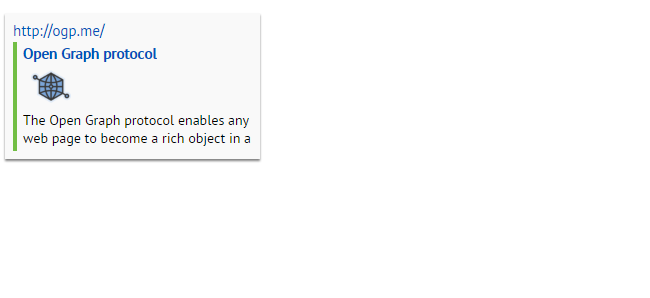 http://ogp.me/
Open Graph protocol
The Open Graph protocol enables any
web page to become a rich object in a